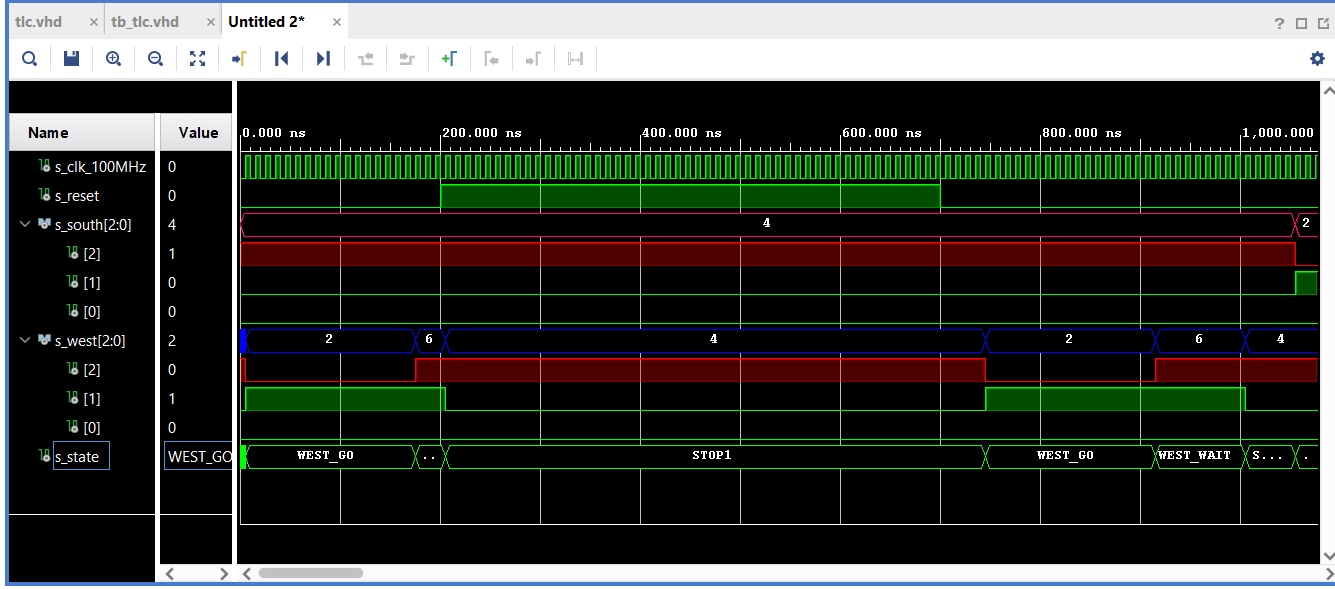 tlc.vhd × tb_tlc.vhd × Untitled 2* ×
?
Name Value 0.000 ns 200.000 ns 400.000 ns 600.000 ns 800.000 ns 1,000.000
s_clk_100MHz 0
s_reset 0
s_south[2:0] 4 4 2
[2] 1
[1] 0
[0] 0
s_west[2:0] 2 2 6 4 2 6 4
[2] 0
[1] 1
[0] 0
s_state WEST_GO WEST_GO .. STOP1 WEST_GO WEST_WAIT S... .